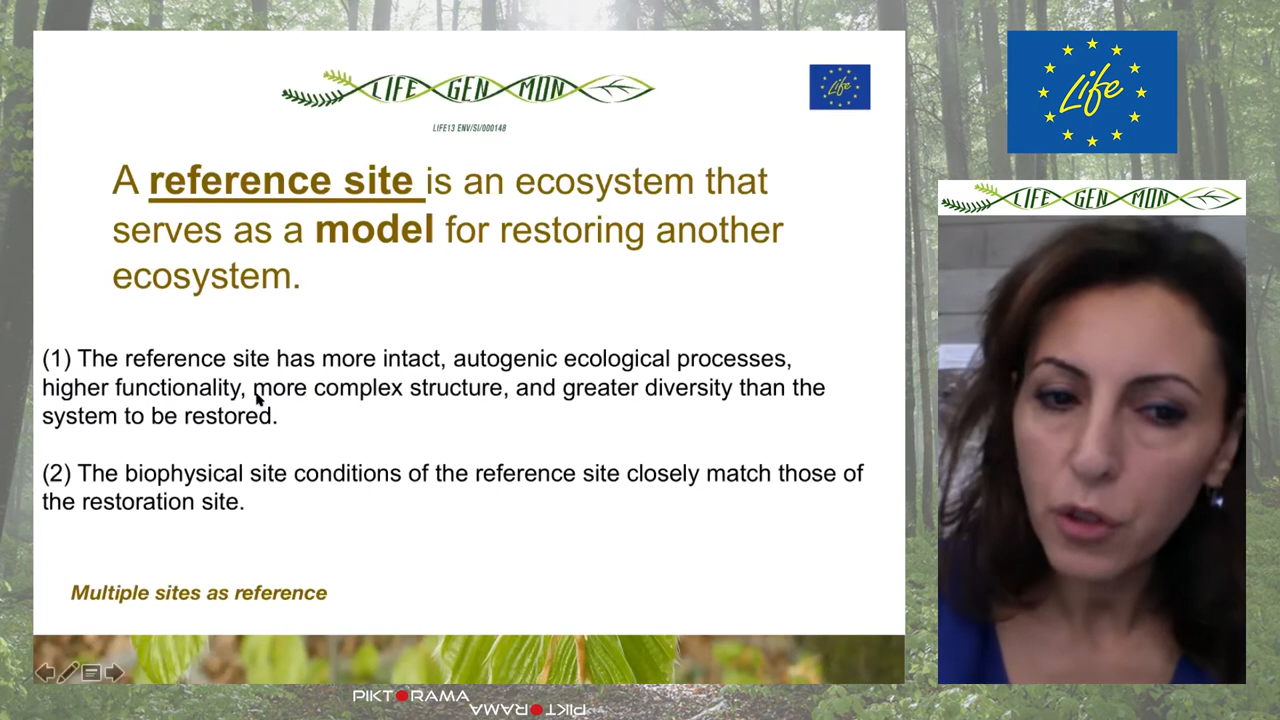 LIFE GEN MON
LIFE13 ENV/SI/000148
Life
A reference site is an ecosystem that
serves as a model for restoring another
ecosystem.
(1) The reference site has more intact, autogenic ecological processes,
higher functionality, more complex structure, and greater diversity than the
system to be restored.
(2) The biophysical site conditions of the reference site closely match those of
the restoration site.
Multiple sites as reference
Life
LIFE GEN MON
PIKTORAMA
PIKTORAMA